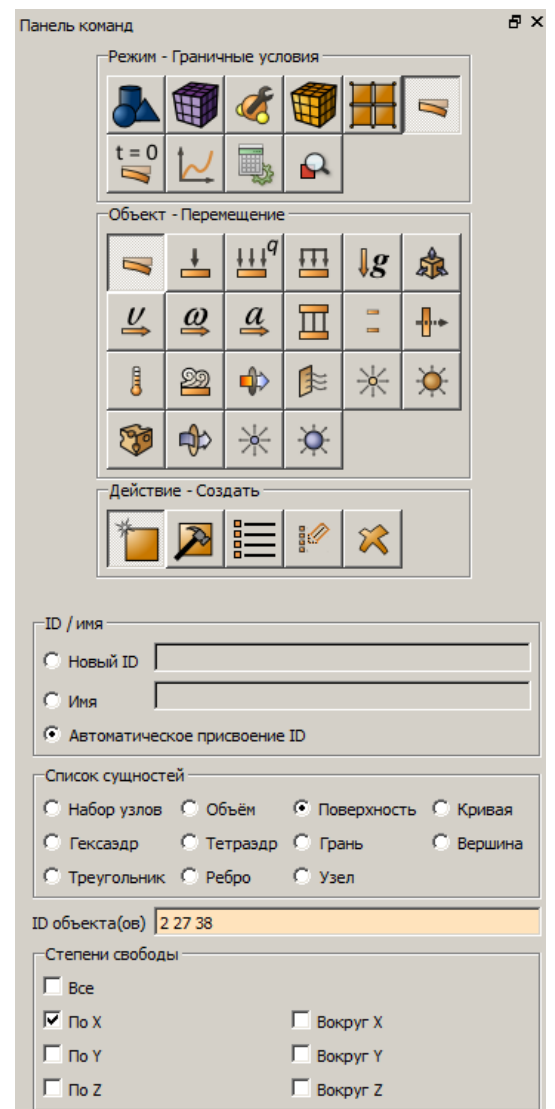 Панель команд
Режим - Граничные условия
t = 0
Объект - Перемещение
q
g
υ ω a
Действие - Создать
ID / имя
Новый ID
Имя
Автоматическое присвоение ID
Список сущностей
Набор узлов Объём Поверхность Кривая
Гексаэдр Тетраэдр Грань Вершина
Треугольник Ребро Узел
ID объекта(ов) 2 27 38
Степени свободы
Все
По X Вокруг X
По Y Вокруг Y
По Z Вокруг Z